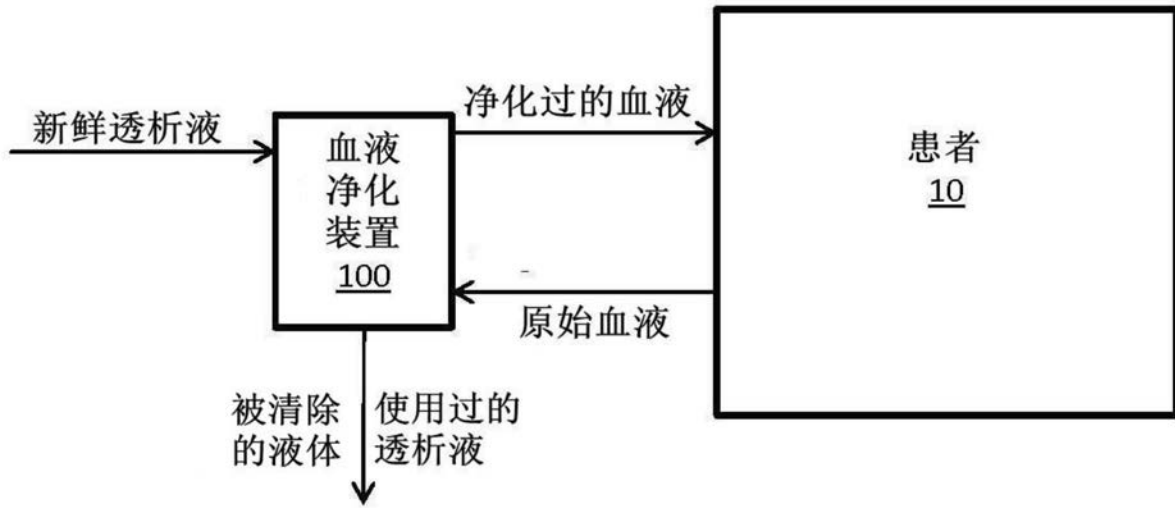 新鲜透析液
血液
净化
装置
100
净化过的血液
原始血液
患者
10
被清除
的液体
使用过的
透析液